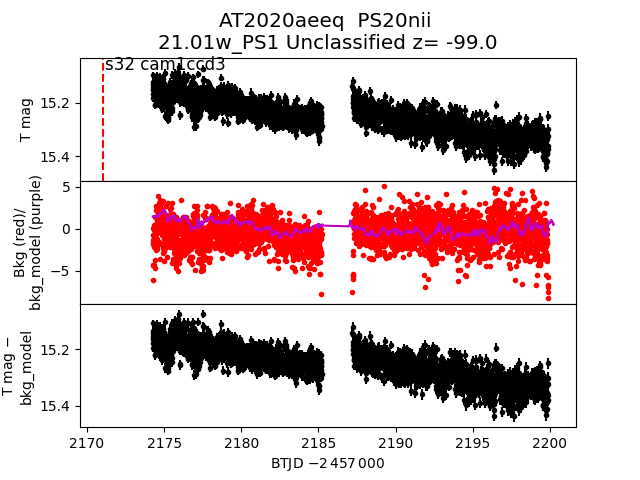 AT2020aeeq PS20nii
21.01w_PS1 Unclassified z= -99.0
s32 cam1ccd3
T mag
15.2
15.4
Bkg (red)/
bkg_model (purple)
5
0
−5
T mag −
bkg_model
15.2
15.4
2170
2175
2180
2185
2190
2195
2200
BTJD −2 457 000